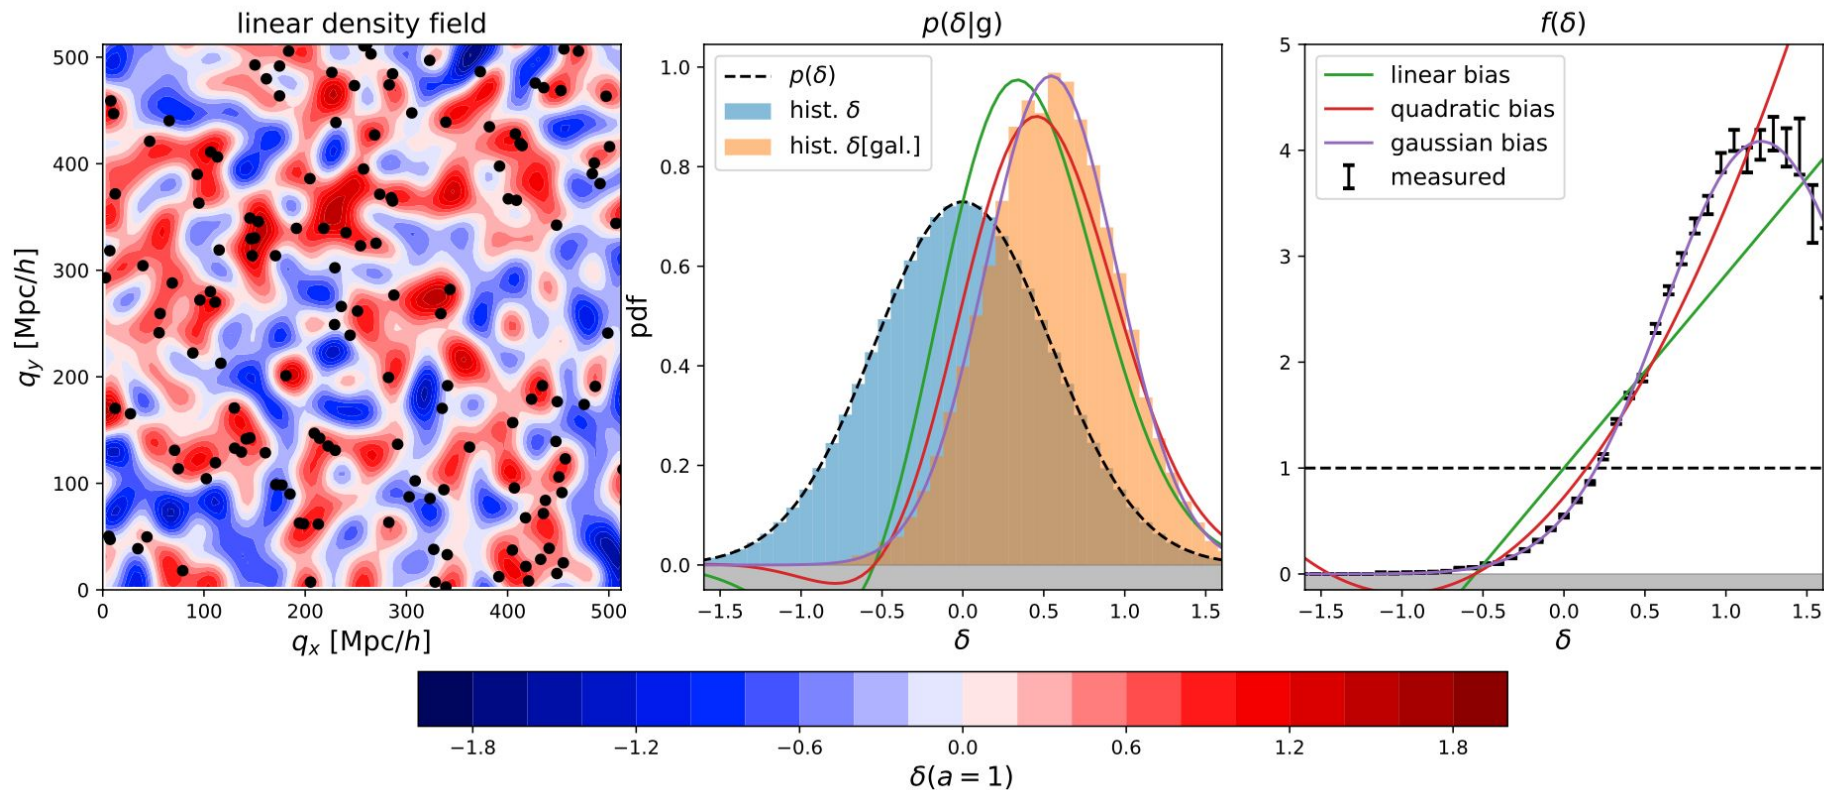 linear density field
500
400
300
200
100
0
0 100 200 300 400 500
q_y [Mpc/h]
q_x [Mpc/h]
p(δ|g)
p(δ)
hist. δ
hist. δ[gal.]
1.0
0.8
0.6
0.4
0.2
0.0
pdf
−1.5 −1.0 −0.5 0.0 0.5 1.0 1.5
δ
f(δ)
linear bias
quadratic bias
gaussian bias
measured
5
4
3
2
1
0
−1.5 −1.0 −0.5 0.0 0.5 1.0 1.5
δ
−1.8 −1.2 −0.6 0.0 0.6 1.2 1.8
δ(a = 1)